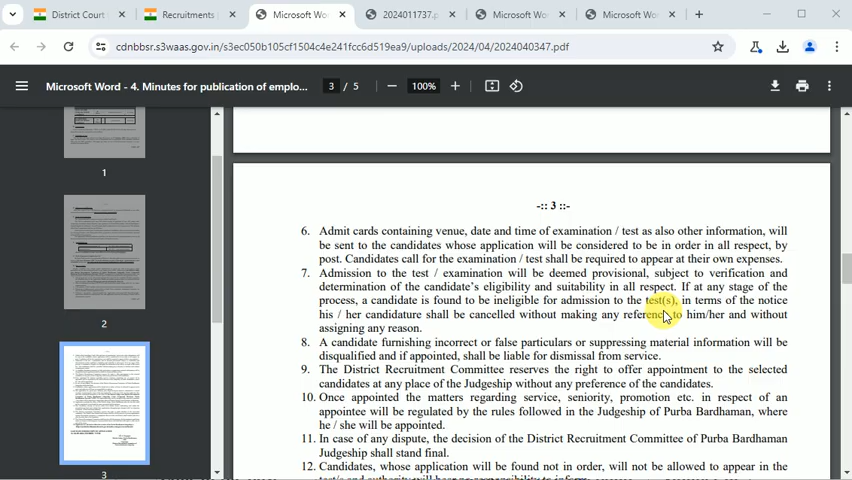 District Court
Recruitments
Microsoft Wo
2024011737.p
Microsoft Wo
Microsoft Wo
cdnbbsr.s3waas.gov.in/s3ec050b105cf1504c4e241fcc6d519ea9/uploads/2024/04/2024040347.pdf
Microsoft Word - 4. Minutes for publication of emplo...
3 / 5
100%
1
2
3
-:: 3 ::-
6. Admit cards containing venue, date and time of examination / test as also other information, will
be sent to the candidates whose application will be considered to be in order in all respect, by
post. Candidates call for the examination / test shall be required to appear at their own expenses.
7. Admission to the test / examination will be deemed provisional, subject to verification and
determination of the candidate's eligibility and suitability in all respect. If at any stage of the
process, a candidate is found to be ineligible for admission to the test(s), in terms of the notice
his / her candidature shall be cancelled without making any reference to him/her and without
assigning any reason.
8. A candidate furnishing incorrect or false particulars or suppressing material information will be
disqualified and if appointed, shall be liable for dismissal from service.
9. The District Recruitment Committee reserves the right to offer appointment to the selected
candidates at any place of the Judgeship without any preference of the candidates.
10. Once appointed the matters regarding service, seniority, promotion etc. in respect of an
appointee will be regulated by the rules followed in the Judgeship of Purba Bardhaman, where
he / she will be appointed.
11. In case of any dispute, the decision of the District Recruitment Committee of Purba Bardhaman
Judgeship shall stand final.
12. Candidates, whose application will be found not in order, will not be allowed to appear in the